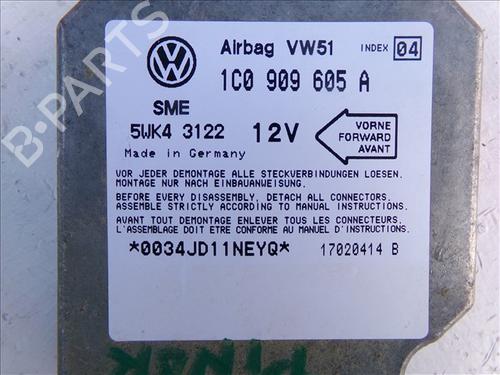 Airbag VW51 INDEX 04
1C0 909 605 A
SME
5WK4 3122 12V
VORNE
FORWARD
AVANT
Made in Germany
VOR JEDER DEMONTAGE ALLE STECKVERBINDUNGEN LOESEN.
MONTAGE NUR NACH EINBAUANWEISUNG.
BEFORE EVERY DISASSEMBLY, DETACH ALL CONNECTORS.
ASSEMBLE STRICTLY ACCORDING TO MANUAL INSTRUCTIONS.
AVANT TOUT DEMONTAGE ENLEVER TOUS LES CONNECTEURS.
L'ASSEMBLAGE DOIT ETRE CONFORME AU MANUEL D'INSTRUCTIONS.
*0034JD11NEYQ* 17020414 B
B-PARTS